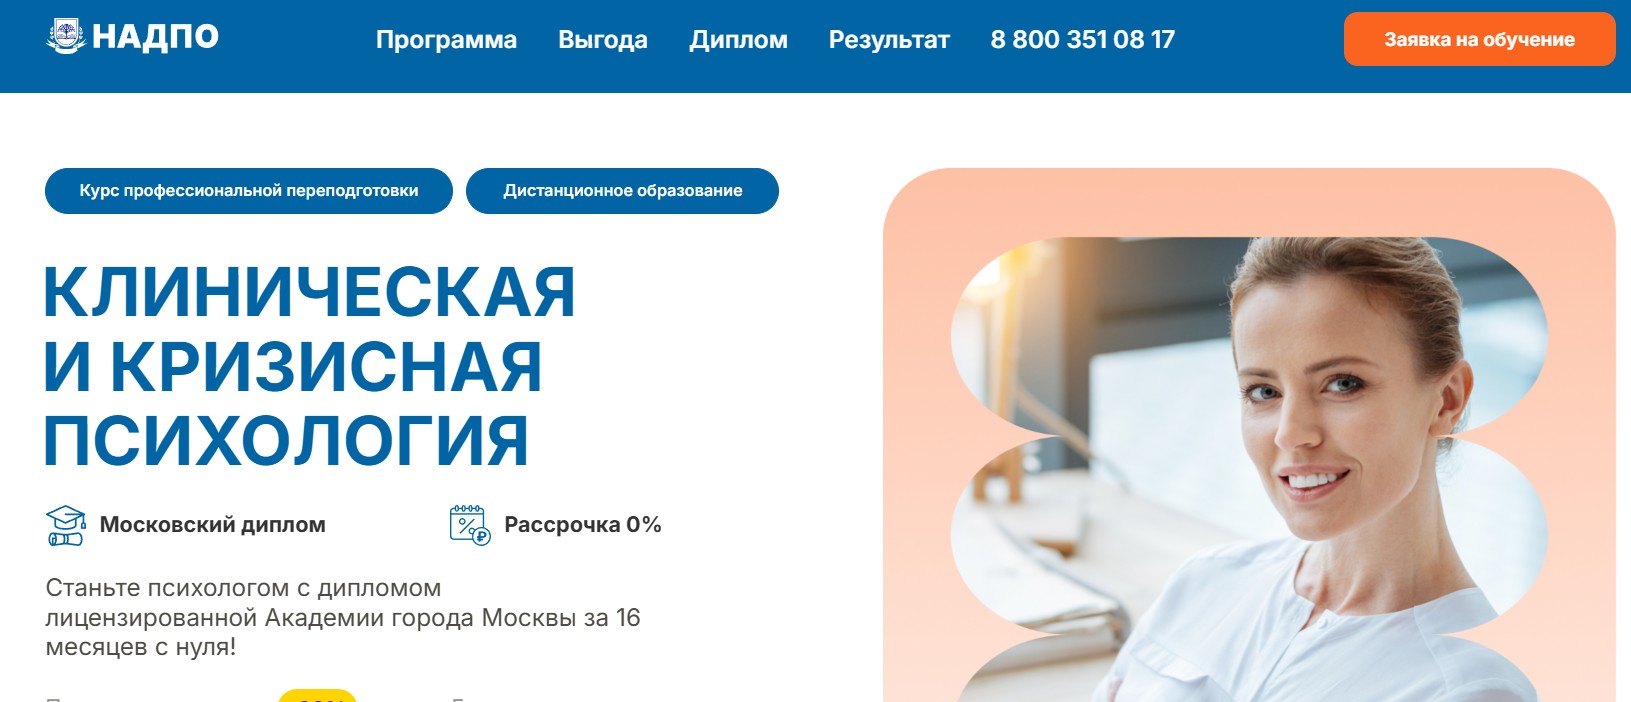 НАДПО
Программа
Выгода
Диплом
Результат
8 800 351 08 17
Заявка на обучение
Курс профессиональной переподготовки
Дистанционное образование
КЛИНИЧЕСКАЯ
И КРИЗИСНАЯ
ПСИХОЛОГИЯ
Московский диплом
Рассрочка 0%
Станьте психологом с дипломом
лицензированной Академии города Москвы за 16
месяцев с нуля!